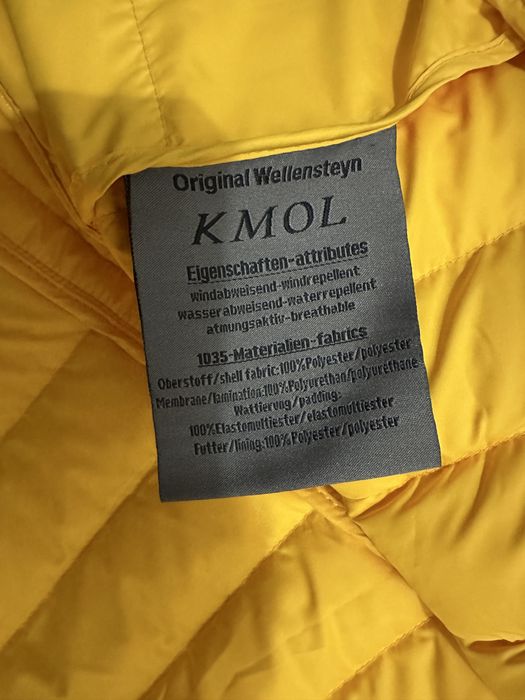 Original Wellensteyn
KMOL
Eigenschaften-attributes
windabweisend-windrepellent
wasserabweisend-waterrepellent
atmungsaktiv-breathable
1035-Materialien-fabrics
Oberstoff/shell fabric:100%Polyester/polyester
Membrane/lamination:100%Polyurethan/polyurethane
Wattierung/padding:
100%Elastomultiester/elastomultiester
Futter/lining:100%Polyester/polyester